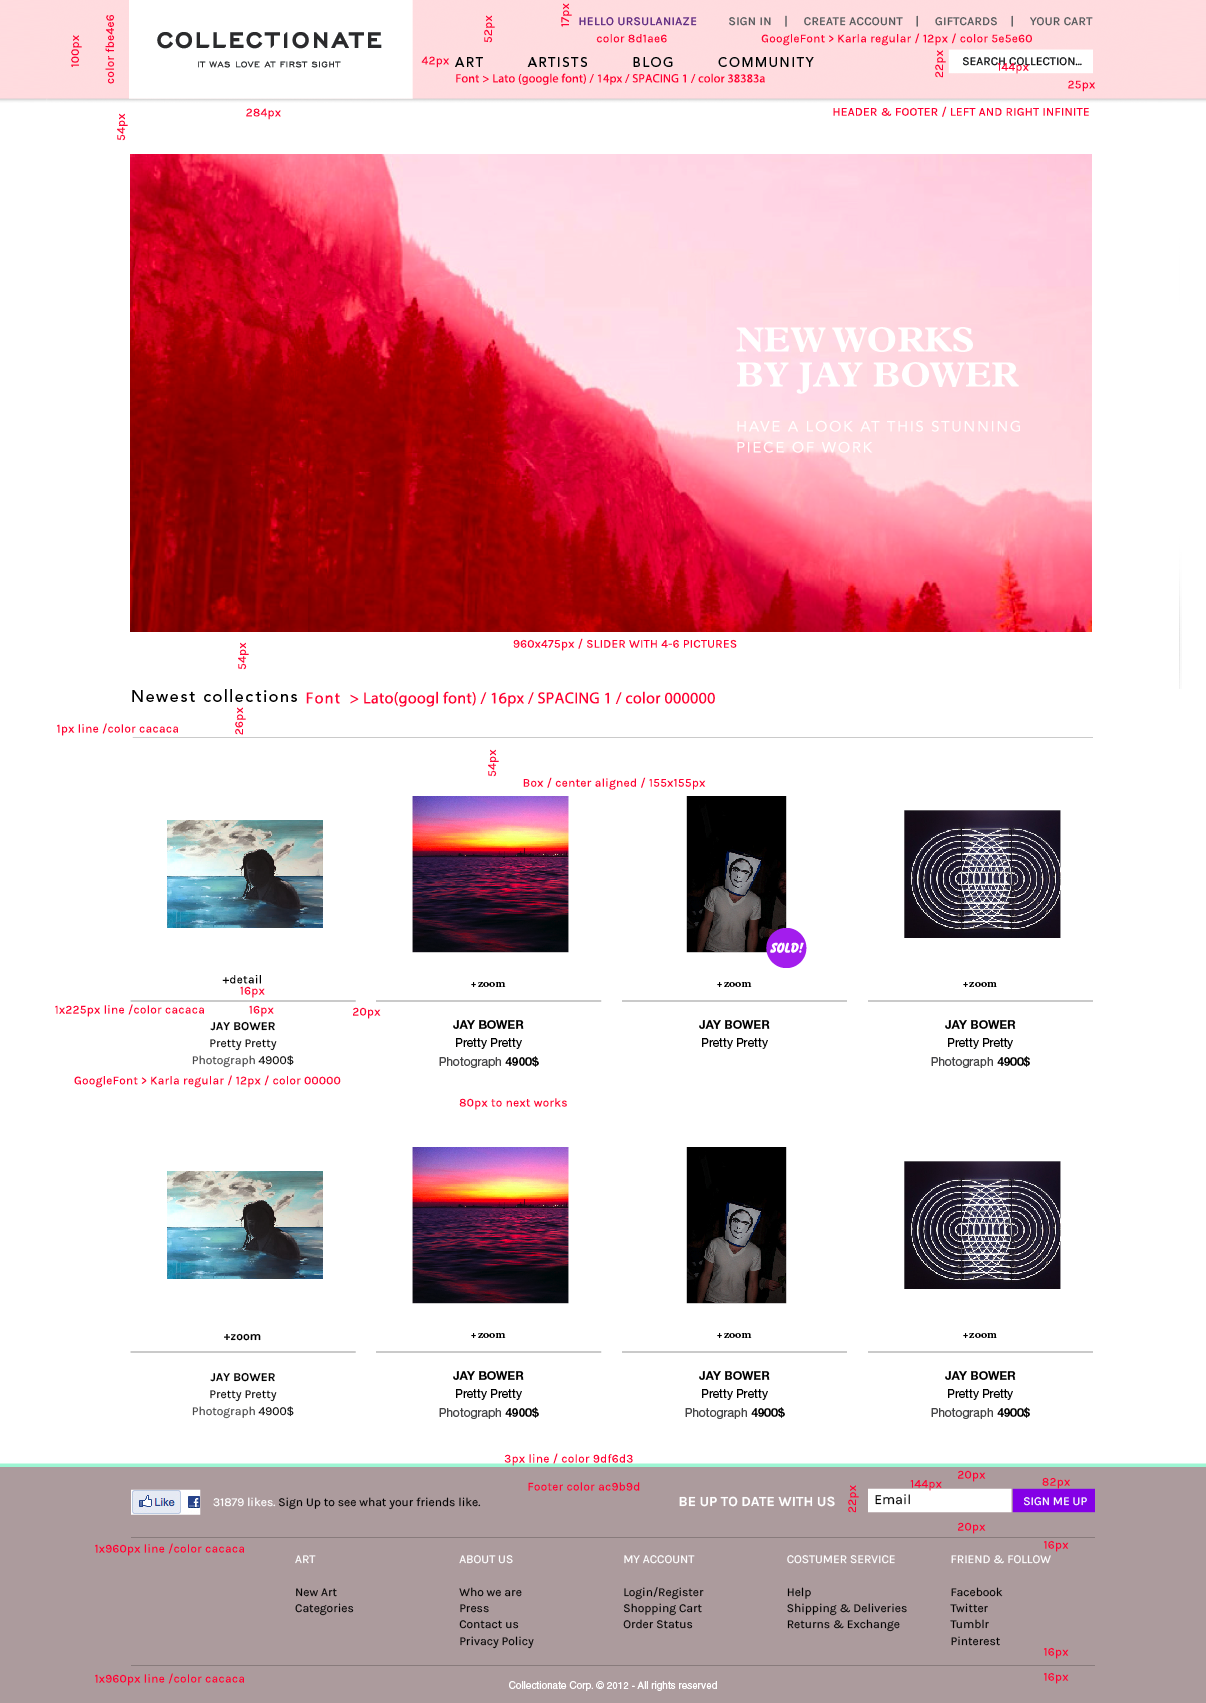 100px
color fbe4e6
COLLECTIONATE
IT WAS LOVE AT FIRST SIGHT
52px
17px
HELLO URSULANIAZE
SIGN IN | CREATE ACCOUNT | GIFTCARDS | YOUR CART
color 8d1ae6
GoogleFont > Karla regular / 12px / color 5e5e60
42px
ART ARTISTS BLOG COMMUNITY
22px
SEARCH COLLECTION...
144px
Font > Lato (google font) / 14px / SPACING 1 / color 38383a
25px
54px
284px
HEADER & FOOTER / LEFT AND RIGHT INFINITE
NEW WORKS
BY JAY BOWER
HAVE A LOOK AT THIS STUNNING
PIECE OF WORK
960x475px / SLIDER WITH 4-6 PICTURES
54px
Newest collections
Font > Lato(googl font) / 16px / SPACING 1 / color 000000
26px
1px line /color cacaca
54px
Box / center aligned / 155x155px
SOLD!
+detail
+zoom
+zoom
+zoom
16px
1x225px line /color cacaca
16px
20px
JAY BOWER
Pretty Pretty
Photograph 4900$
JAY BOWER
Pretty Pretty
Photograph 4900$
JAY BOWER
Pretty Pretty
JAY BOWER
Pretty Pretty
Photograph 4900$
GoogleFont > Karla regular / 12px / color 00000
80px to next works
+zoom
+zoom
+zoom
+zoom
JAY BOWER
Pretty Pretty
Photograph 4900$
JAY BOWER
Pretty Pretty
Photograph 4900$
JAY BOWER
Pretty Pretty
Photograph 4900$
JAY BOWER
Pretty Pretty
Photograph 4900$
3px line / color 9df6d3
Footer color ac9b9d
Like
31879 likes. Sign Up to see what your friends like.
BE UP TO DATE WITH US
22px
144px
20px
82px
Email
SIGN ME UP
20px
1x960px line /color cacaca
16px
ART
New Art
Categories
ABOUT US
Who we are
Press
Contact us
Privacy Policy
MY ACCOUNT
Login/Register
Shopping Cart
Order Status
COSTUMER SERVICE
Help
Shipping & Deliveries
Returns & Exchange
FRIEND & FOLLOW
Facebook
Twitter
Tumblr
Pinterest
16px
1x960px line /color cacaca
16px
Collectionate Corp. © 2012 - All rights reserved